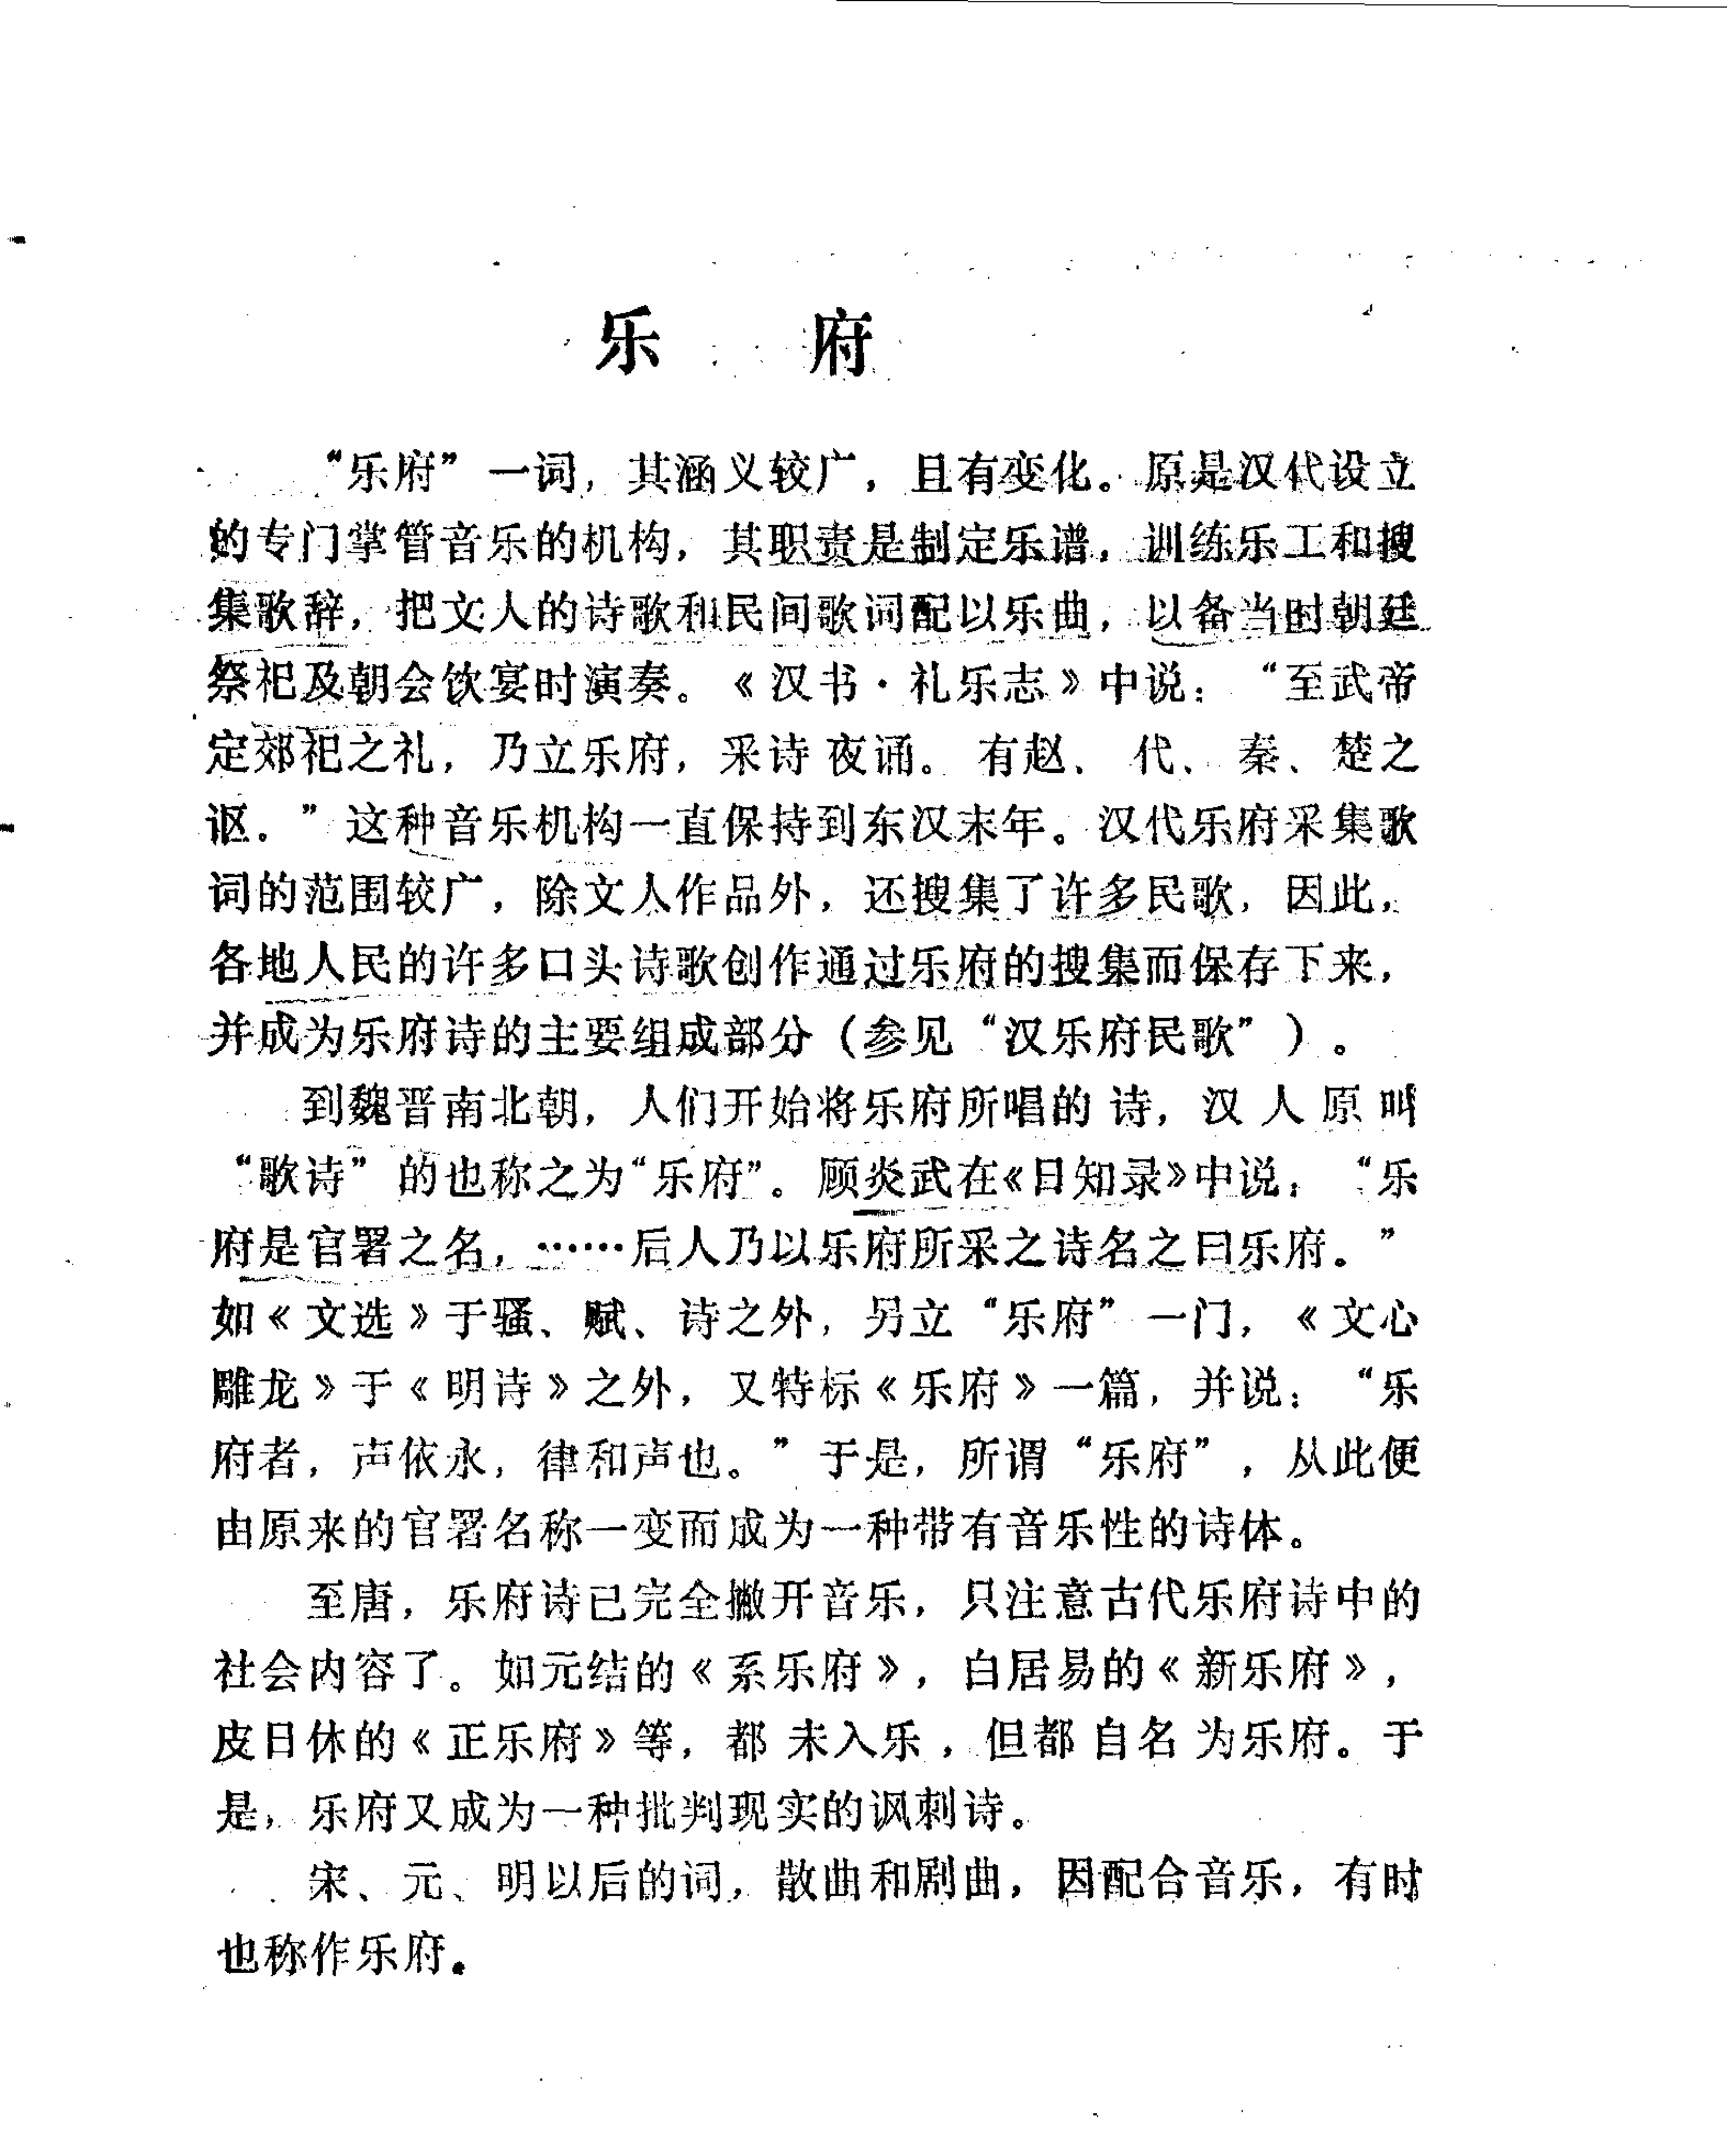 乐 府
“乐府”一词，其涵义较广，且有变化。原是汉代设立
的专门掌管音乐的机构，其职责是制定乐谱，训练乐工和搜
集歌辞，把文人的诗歌和民间歌词配以乐曲，以备当时朝廷
祭祀及朝会饮宴时演奏。《汉书·礼乐志》中说：“至武帝
定郊祀之礼，乃立乐府，采诗夜诵。有赵、代、秦、楚之
讴。”这种音乐机构一直保持到东汉末年。汉代乐府采集歌
词的范围较广，除文人作品外，还搜集了许多民歌，因此，
各地人民的许多口头诗歌创作通过乐府的搜集而保存下来，
并成为乐府诗的主要组成部分（参见“汉乐府民歌”）。
到魏晋南北朝，人们开始将乐府所唱的诗，汉人原叫
“歌诗”的也称之为“乐府”。顾炎武在《日知录》中说：“乐
府是官署之名，……后人乃以乐府所采之诗名之曰乐府。”
如《文选》于骚、赋、诗之外，另立“乐府”一门，《文心
雕龙》于《明诗》之外，又特标《乐府》一篇，并说：“乐
府者，声依永，律和声也。”于是，所谓“乐府”，从此便
由原来的官署名称一变而成为一种带有音乐性的诗体。
至唐，乐府诗已完全撇开音乐，只注意古代乐府诗中的
社会内容了。如元结的《系乐府》，白居易的《新乐府》，
皮日休的《正乐府》等，都未入乐，但都自名为乐府。于
是，乐府又成为一种批判现实的讽刺诗。
宋、元、明以后的词，散曲和剧曲，因配合音乐，有时
也称作乐府。